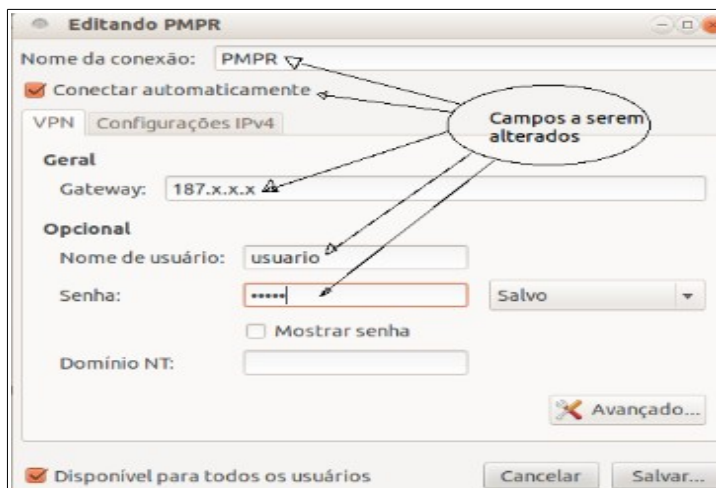 Editando PMPR
Nome da conexão: PMPR
Conectar automaticamente
Campos a serem
alterados
VPN Configurações IPv4
Geral
Gateway: 187.x.x.x
Opcional
Nome de usuário: usuario
Senha: ••••• Salvo
Mostrar senha
Domínio NT:
Avançado...
Disponível para todos os usuários Cancelar Salvar...